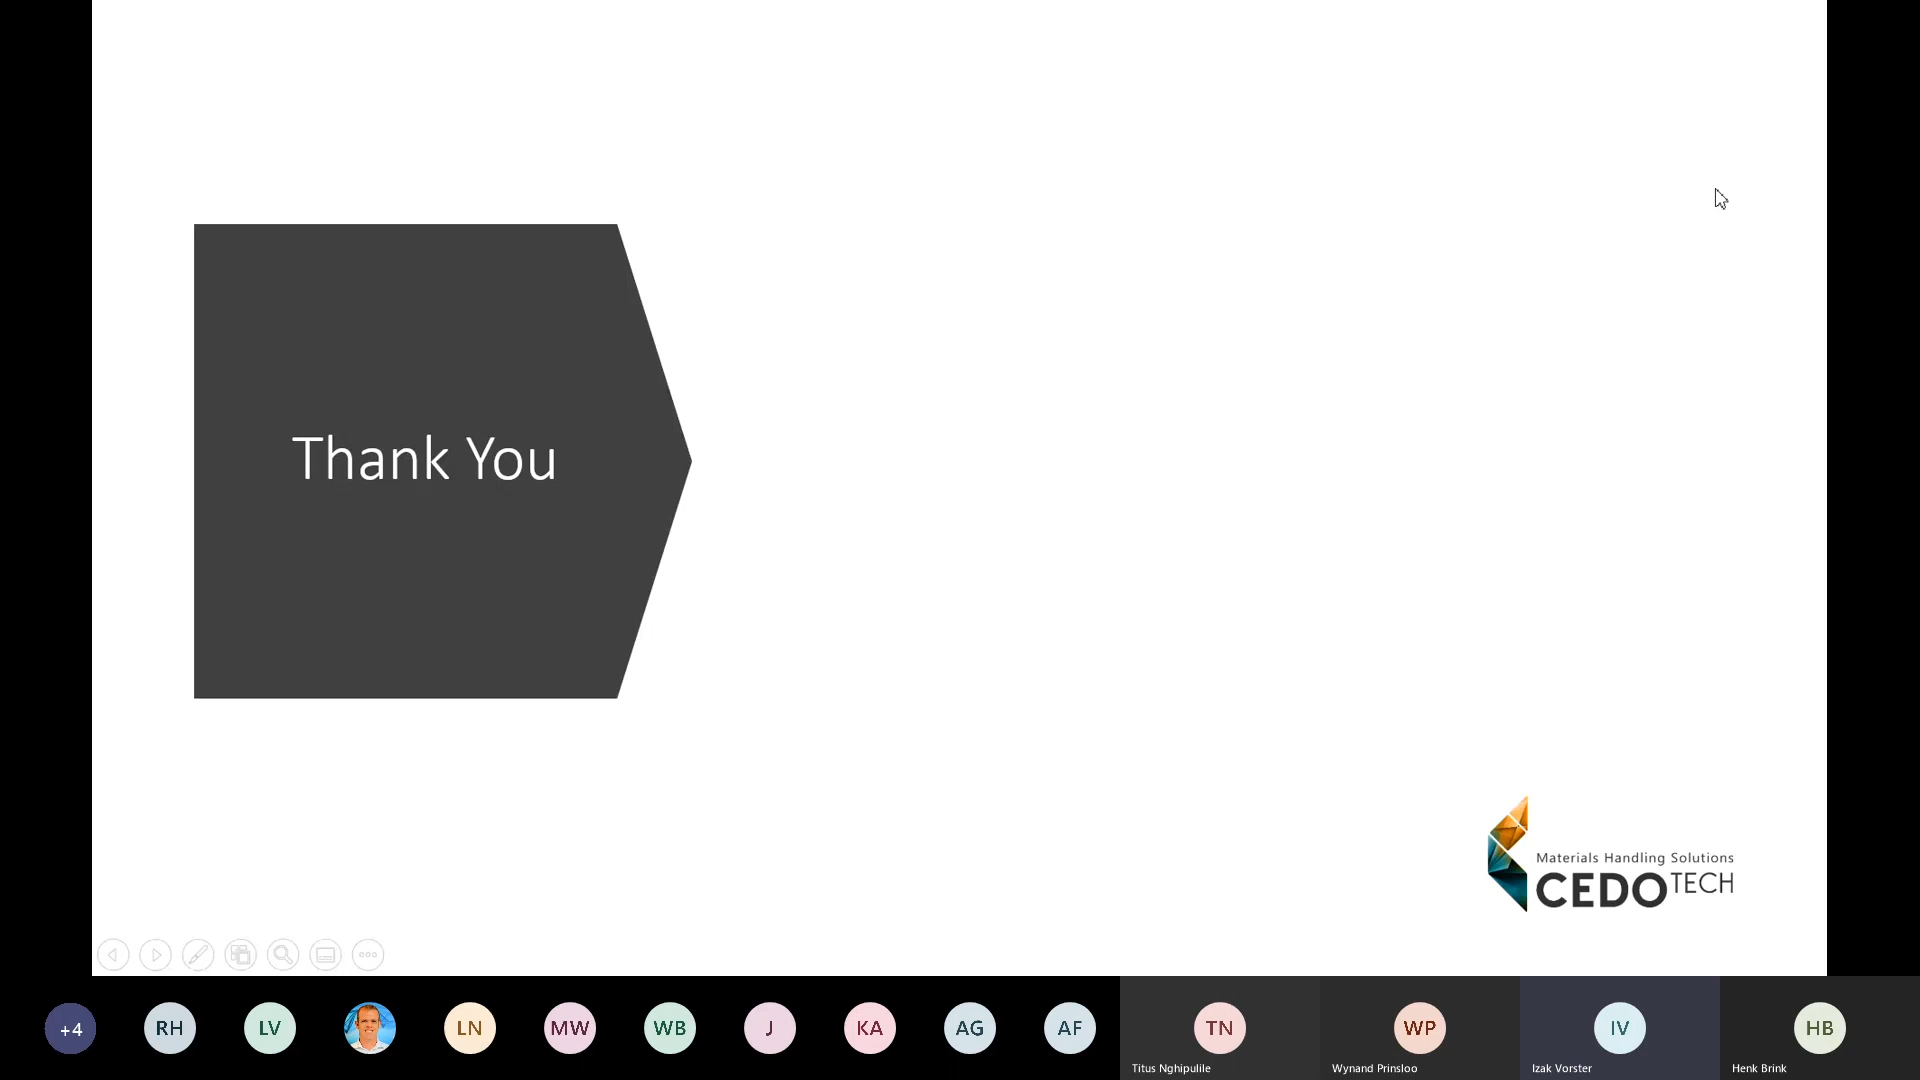 Thank You
Materials Handling Solutions
CEDOTECH
+4
RH
LV
LN
MW
WB
J
KA
AG
AF
TN
WP
IV
HB
Titus Nghipulile
Wynand Prinsloo
Izak Vorster
Henk Brink